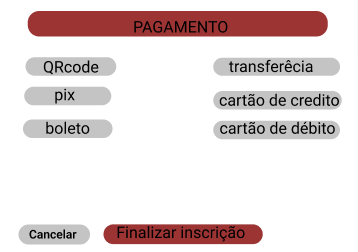 PAGAMENTO
QRcode
transferêcia
pix
cartão de credito
boleto
cartão de débito
Cancelar
Finalizar inscrição